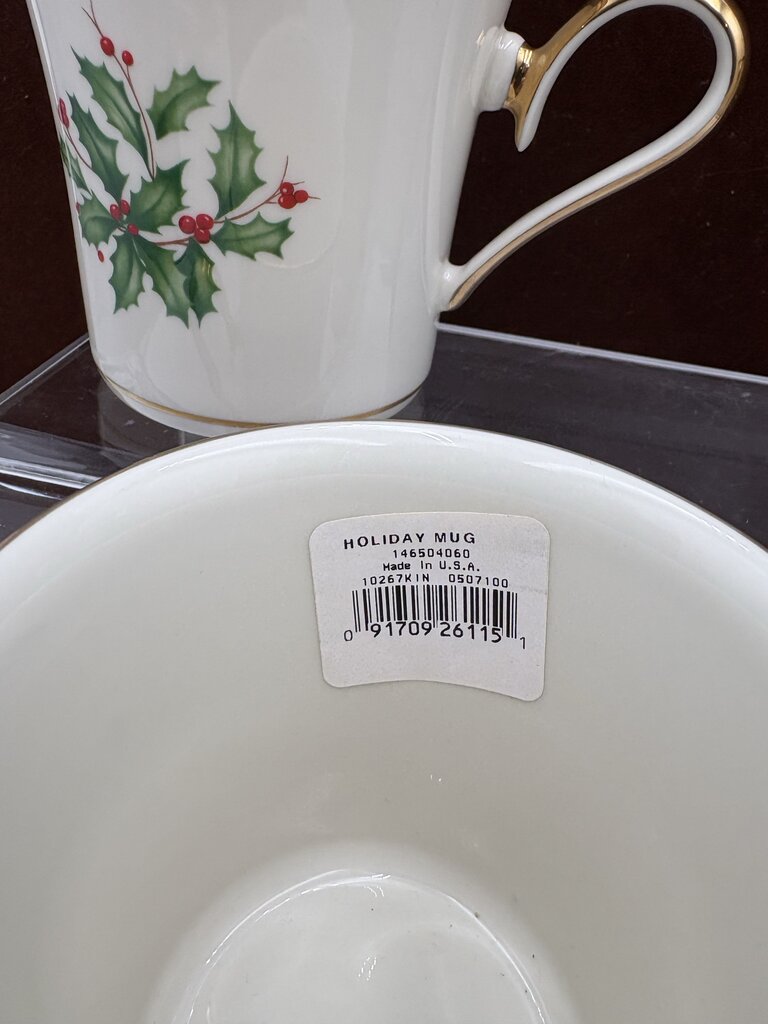 HOLIDAY MUG
146504060
Made In U.S.A.
10267KIN 0507100
0 91709 26115 1